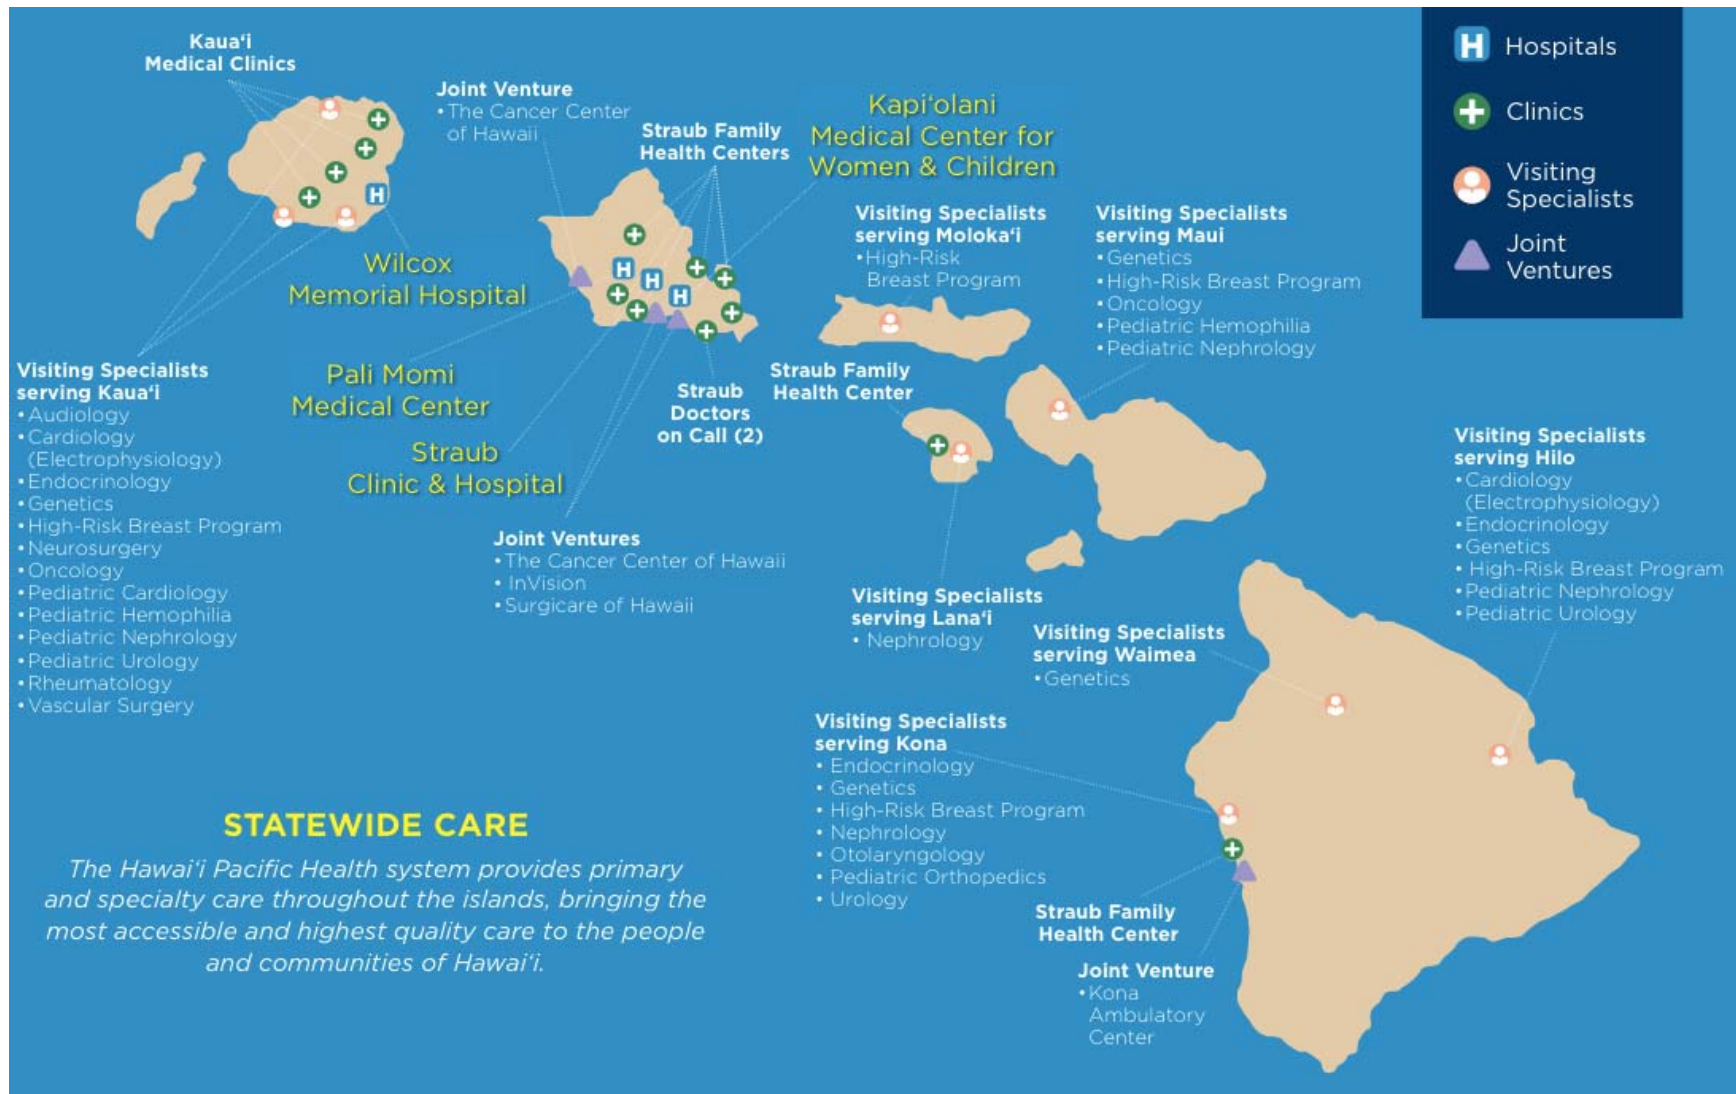 Kaua‘i
Medical Clinics
Joint Venture
•The Cancer Center
of Hawaii
Straub Family
Health Centers
Kapi‘olani
Medical Center for
Women & Children
H Hospitals
Clinics
Visiting
Specialists
Joint
Ventures
H
H
H
H
Wilcox
Memorial Hospital
Visiting Specialists
serving Moloka‘i
•High-Risk
Breast Program
Visiting Specialists
serving Maui
•Genetics
•High-Risk Breast Program
•Oncology
•Pediatric Hemophilia
•Pediatric Nephrology
Visiting Specialists
serving Kaua‘i
•Audiology
•Cardiology
(Electrophysiology)
•Endocrinology
•Genetics
•High-Risk Breast Program
•Neurosurgery
•Oncology
•Pediatric Cardiology
•Pediatric Hemophilia
•Pediatric Nephrology
•Pediatric Urology
•Rheumatology
•Vascular Surgery
Pali Momi
Medical Center
Straub
Clinic & Hospital
Straub
Doctors
on Call (2)
Straub Family
Health Center
Joint Ventures
•The Cancer Center of Hawaii
• InVision
•Surgicare of Hawaii
Visiting Specialists
serving Lana‘i
• Nephrology
Visiting Specialists
serving Hilo
•Cardiology
(Electrophysiology)
•Endocrinology
•Genetics
• High-Risk Breast Program
•Pediatric Nephrology
•Pediatric Urology
Visiting Specialists
serving Waimea
•Genetics
Visiting Specialists
serving Kona
• Endocrinology
• Genetics
• High-Risk Breast Program
• Nephrology
• Otolaryngology
• Pediatric Orthopedics
• Urology
Straub Family
Health Center
Joint Venture
•Kona
Ambulatory
Center
STATEWIDE CARE
The Hawai‘i Pacific Health system provides primary
and specialty care throughout the islands, bringing the
most accessible and highest quality care to the people
and communities of Hawai‘i.